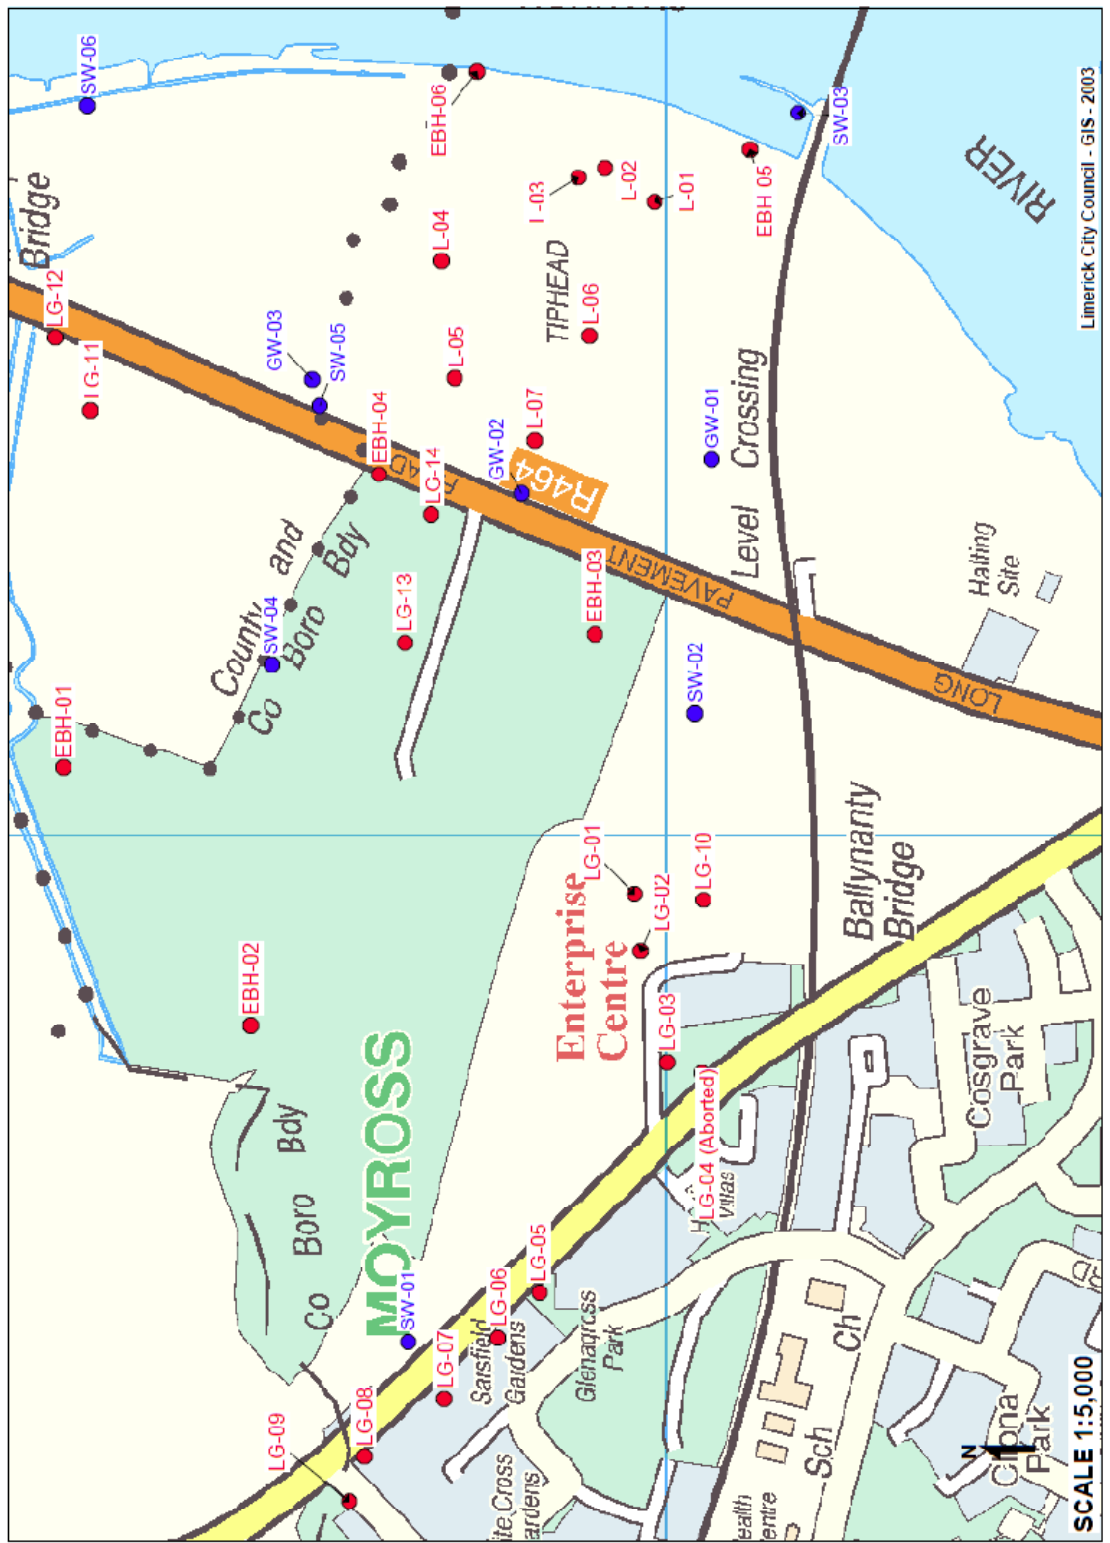 SW-06
Bridge
LG-12
LG-11
EBH-06
L-03
L-02
L-01
EBH 05
SW-03
RIVER
Limerick City Council - GIS - 2003
L-04
TIPHEAD
L-06
L-05
GW-03
SW-05
EBH-04
LG-14
GW-02
L-07
R464
GW-01
Level Crossing
County and
Co Boro Bdy
SW-04
LG-13
EBH-03
PAVEMENT
LONG
SW-02
Halting
Site
EBH-01
EBH-02
LG-01
LG-02
LG-10
Enterprise
Centre
Ballynanty
Bridge
LG-03
LG-04 (Aborted)
Villas
Cosgrave
Park
MOYROSS
Co Boro Bdy
SW-01
LG-05
LG-06
LG-07
LG-08
LG-09
Sarsfield
Gardens
Glenagross
Park
Ch
Sch
Cliona
Park
N
SCALE 1:5,000